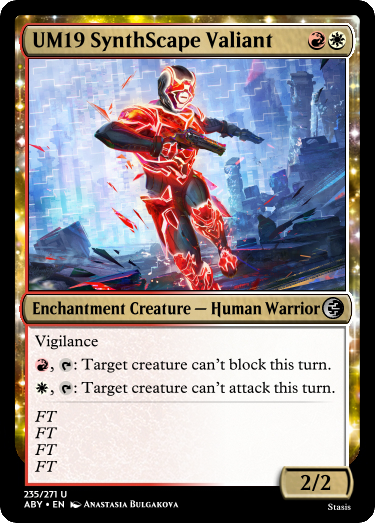 UM19 SynthScape Valiant
Enchantment Creature — Human Warrior
Vigilance
, : Target creature can't block this turn.
, : Target creature can't attack this turn.
FT
FT
FT
FT
2/2
235/271 U
ABY • EN Anastasia Bulgakova
Stasis